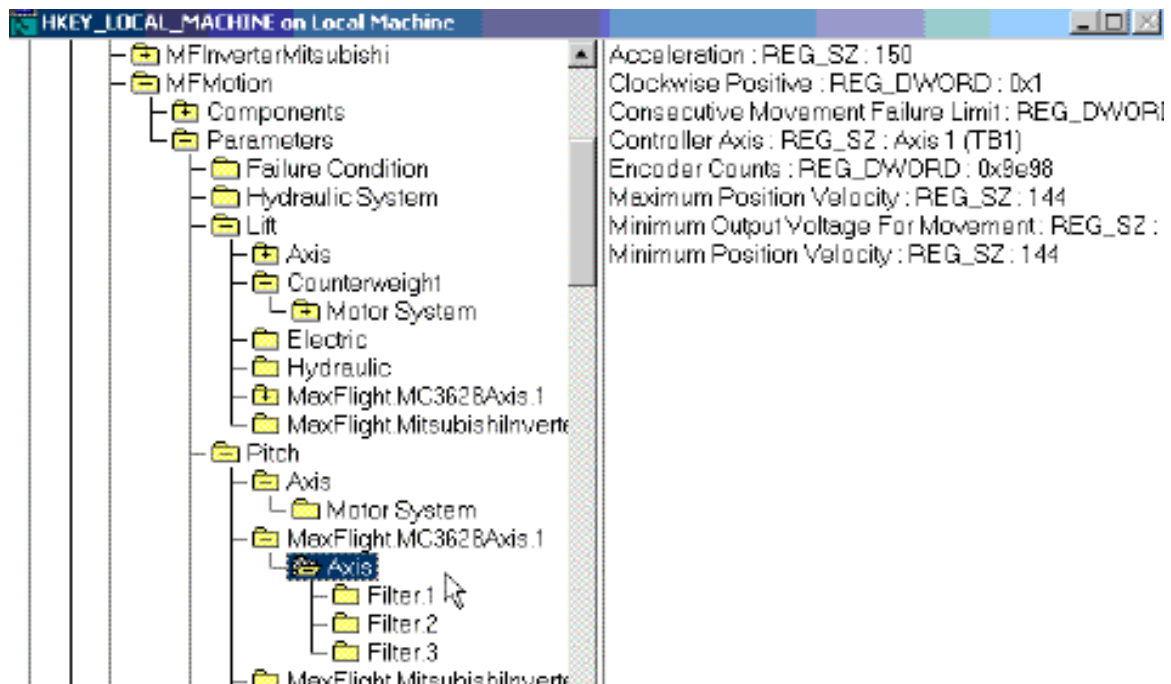 HKEY_LOCAL_MACHINE on Local Machine
MFInverterMitsubishi
MFMotion
Components
Parameters
Failure Condition
Hydraulic System
Lift
Axis
Counterweight
Motor System
Electric
Hydraulic
MaxFlight.MC362BAxis.1
MaxFlight.MitsubishiInverte
Pitch
Axis
Motor System
MaxFlight.MC362BAxis.1
Axis
Filter.1
Filter.2
Filter.3
MaxFlight.Mitsubishiinverte
Acceleration : REG_SZ : 150
Clockwise Positive : REG_DWORD : 0x1
Consecutive Movement Failure Limit : REG_DWORD
Controller Axis : REG_SZ : Axis 1 (TB1)
Encoder Counts : REG_DWORD : 0x9e98
Maximum Position Velocity : REG_SZ : 144
Minimum Output Voltage For Movement : REG_SZ :
Minimum Position Velocity : REG_SZ : 144